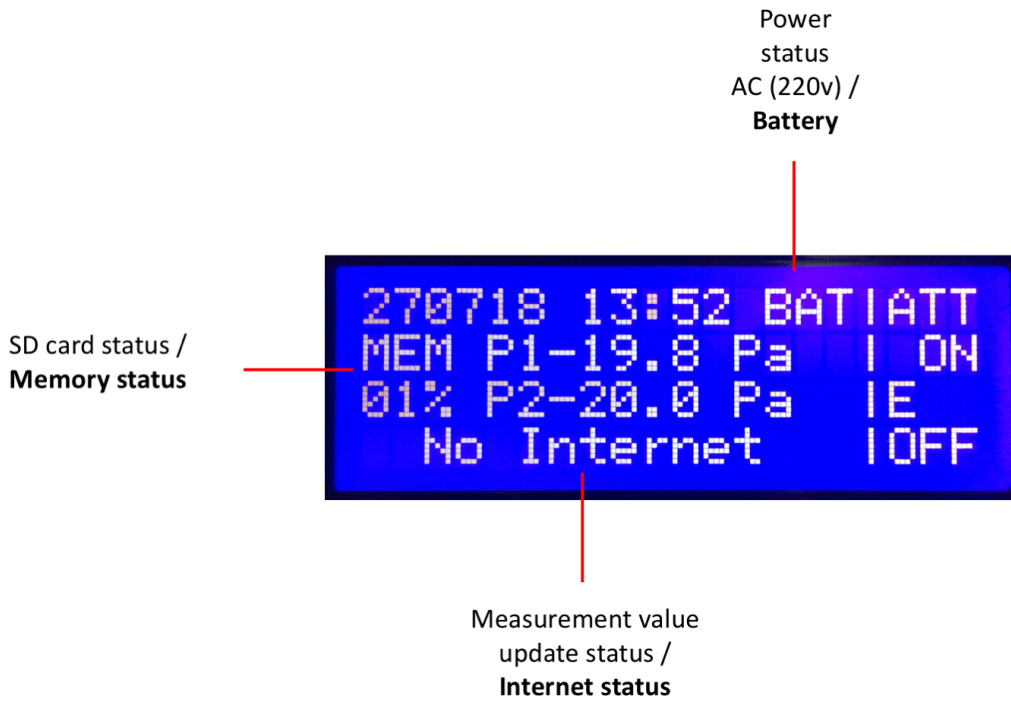 Power
status
AC (220v) /
Battery
270718 13:52 BAT|ATT
MEM P1-19.8 Pa | ON
01% P2-20.0 Pa |E
No Internet |OFF
SD card status /
Memory status
Measurement value
update status /
Internet status